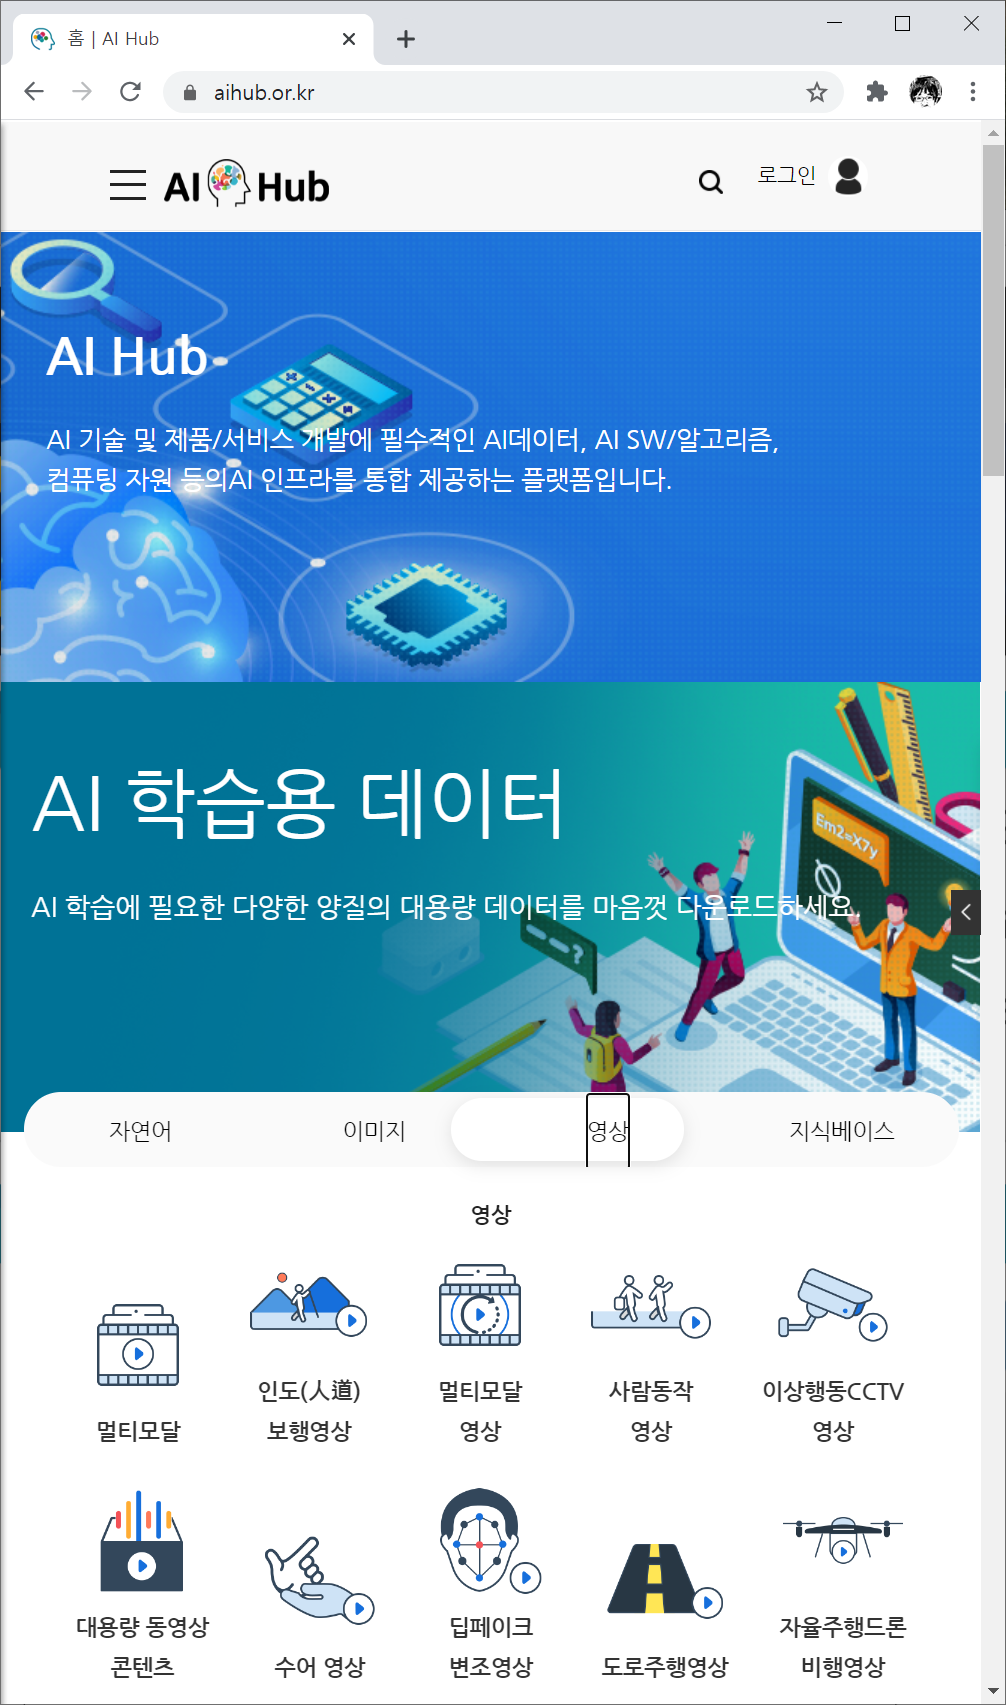 홈 | AI Hub
aihub.or.kr
AI Hub
로그인
AI Hub
AI 기술 및 제품/서비스 개발에 필수적인 AI데이터, AI SW/알고리즘,
컴퓨팅 자원 등의AI 인프라를 통합 제공하는 플랫폼입니다.
AI 학습용 데이터
Em2=X7y
AI 학습에 필요한 다양한 양질의 대용량 데이터를 마음껏 다운로드하세요.
--?
자연어 이미지 영상 지식베이스
영상
멀티모달
인도(人道)
보행영상
멀티모달
영상
사람동작
영상
이상행동CCTV
영상
대용량 동영상
콘텐츠
수어 영상
딥페이크
변조영상
도로주행영상
자율주행드론
비행영상